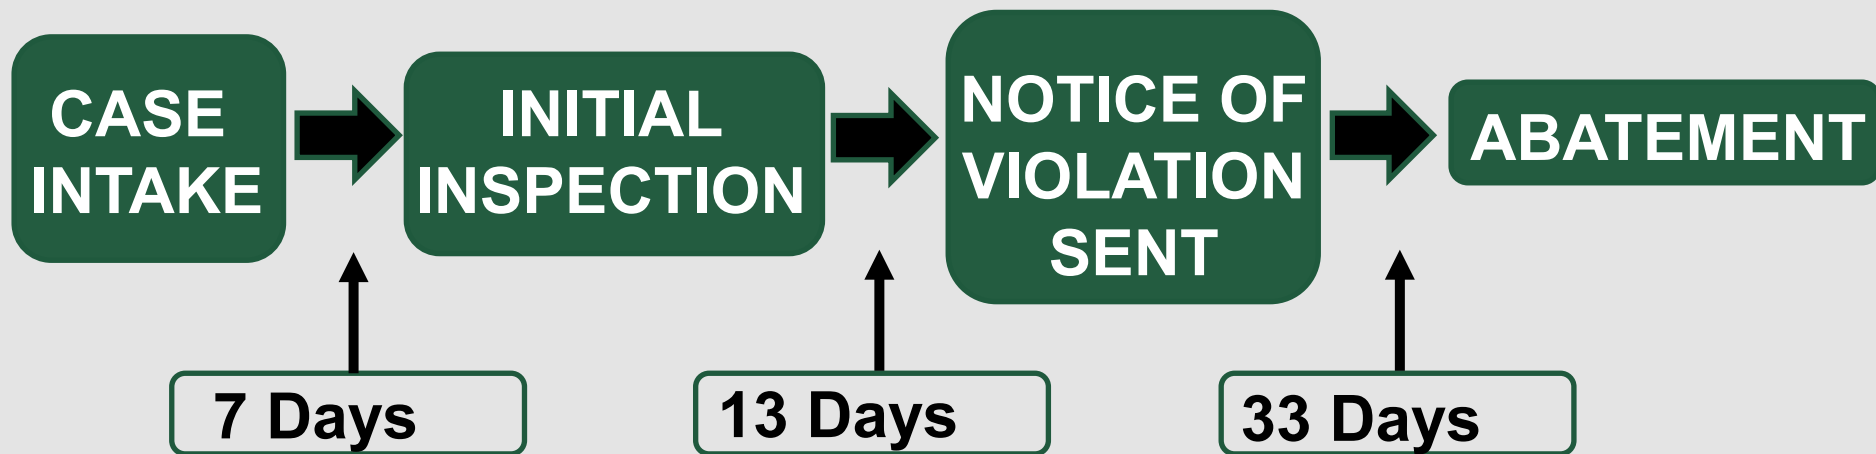 CASE
INTAKE
INITIAL
INSPECTION
NOTICE OF
VIOLATION
SENT
ABATEMENT
7 Days
13 Days
33 Days